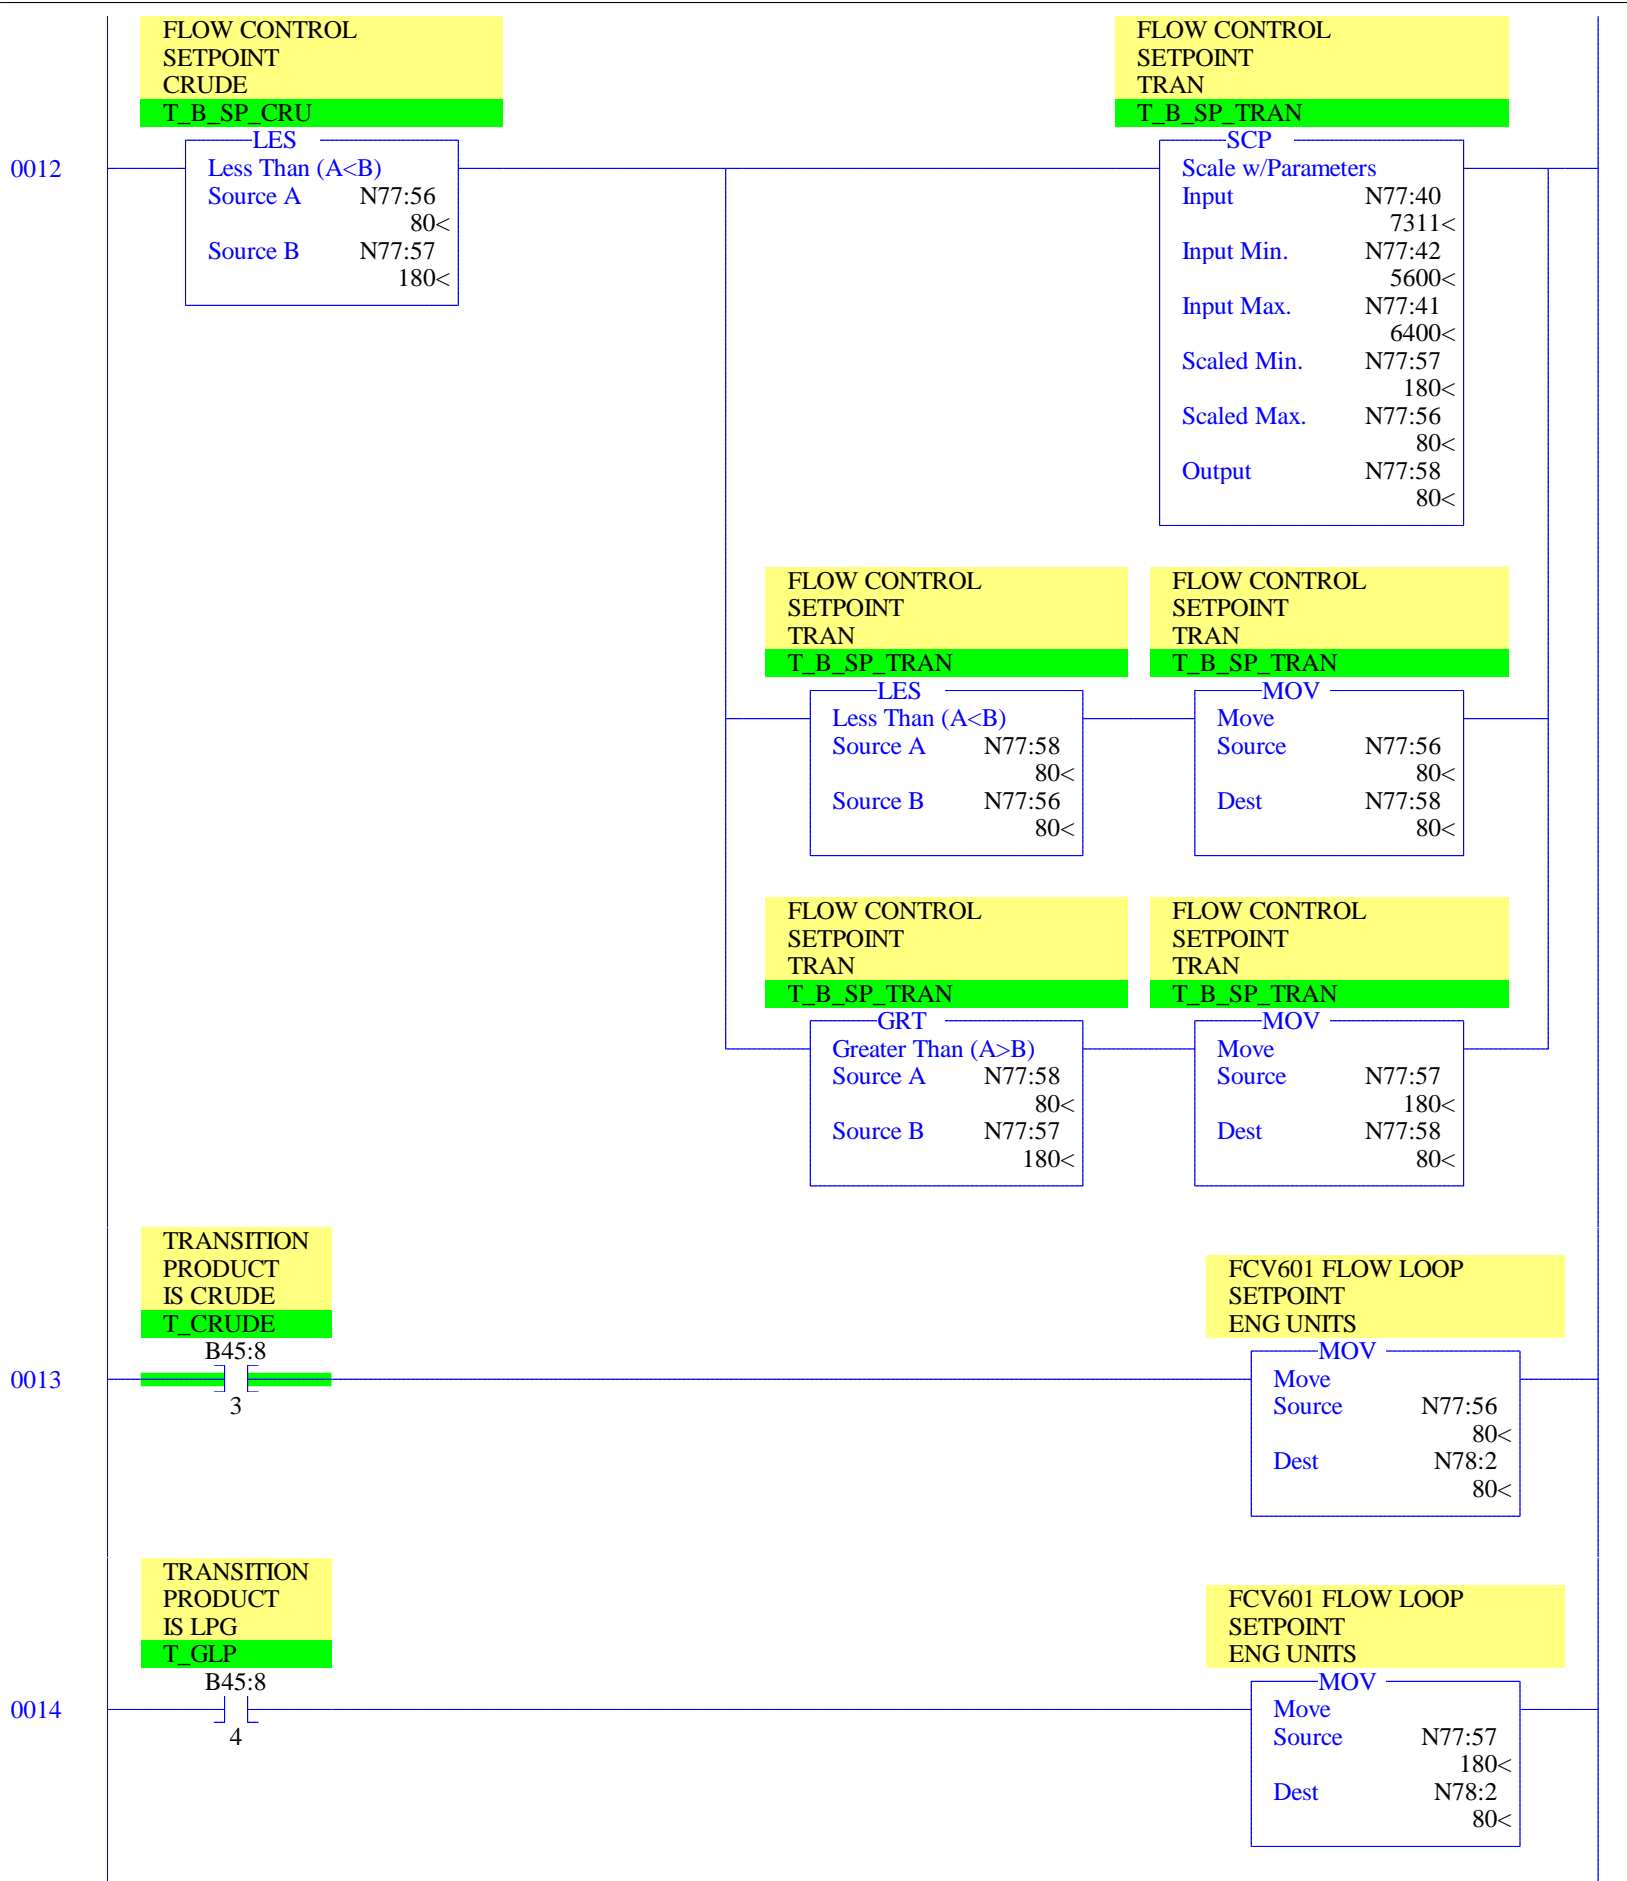 FLOW CONTROL
SETPOINT
CRUDE
T_B_SP_CRU
LES
0012
Less Than (A<B)
Source A N77:56
80<
Source B N77:57
180<
FLOW CONTROL
SETPOINT
TRAN
T_B_SP_TRAN
SCP
Scale w/Parameters
Input N77:40
7311<
Input Min. N77:42
5600<
Input Max. N77:41
6400<
Scaled Min. N77:57
180<
Scaled Max. N77:56
80<
Output N77:58
80<
FLOW CONTROL
SETPOINT
TRAN
T_B_SP_TRAN
LES
Less Than (A<B)
Source A N77:58
80<
Source B N77:56
80<
FLOW CONTROL
SETPOINT
TRAN
T_B_SP_TRAN
MOV
Move
Source N77:56
80<
Dest N77:58
80<
FLOW CONTROL
SETPOINT
TRAN
T_B_SP_TRAN
GRT
Greater Than (A>B)
Source A N77:58
80<
Source B N77:57
180<
FLOW CONTROL
SETPOINT
TRAN
T_B_SP_TRAN
MOV
Move
Source N77:57
180<
Dest N77:58
80<
TRANSITION
PRODUCT
IS CRUDE
T_CRUDE
B45:8
0013
3
FCV601 FLOW LOOP
SETPOINT
ENG UNITS
MOV
Move
Source N77:56
80<
Dest N78:2
80<
TRANSITION
PRODUCT
IS LPG
T_GLP
B45:8
0014
4
FCV601 FLOW LOOP
SETPOINT
ENG UNITS
MOV
Move
Source N77:57
180<
Dest N78:2
80<